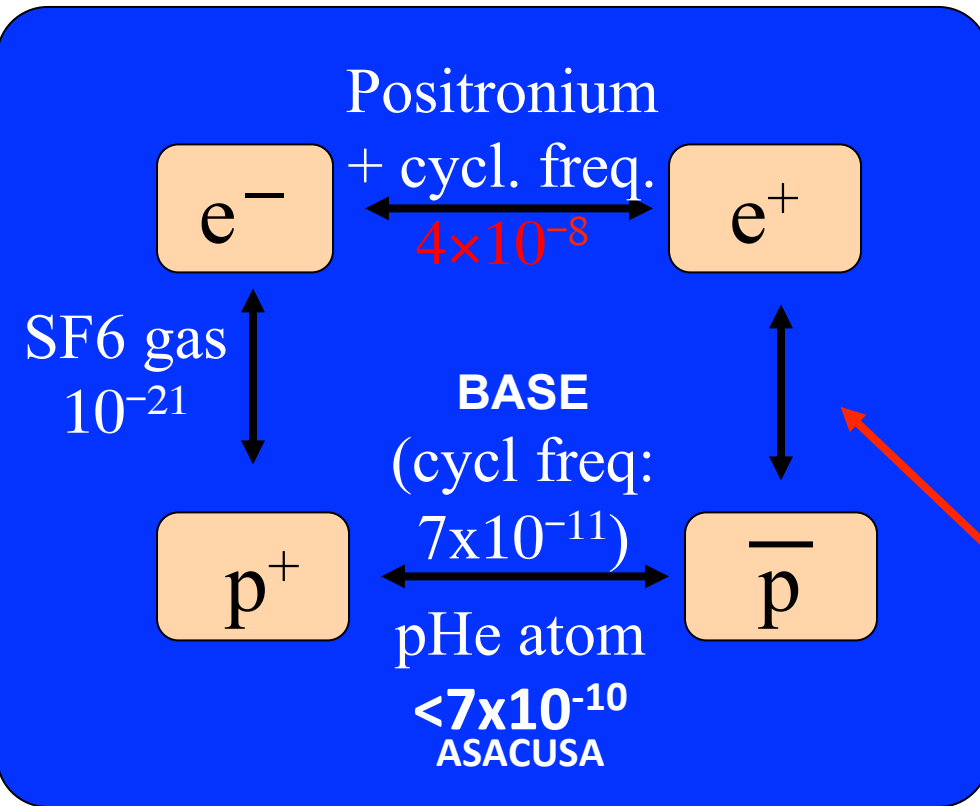 Positronium
+ cycl. freq.
e⁻ 4×10⁻⁸ e⁺
SF6 gas
10⁻²¹
BASE
(cycl freq:
7x10⁻¹¹)
p⁺ p̅
pHe atom
<7x10⁻¹⁰
ASACUSA